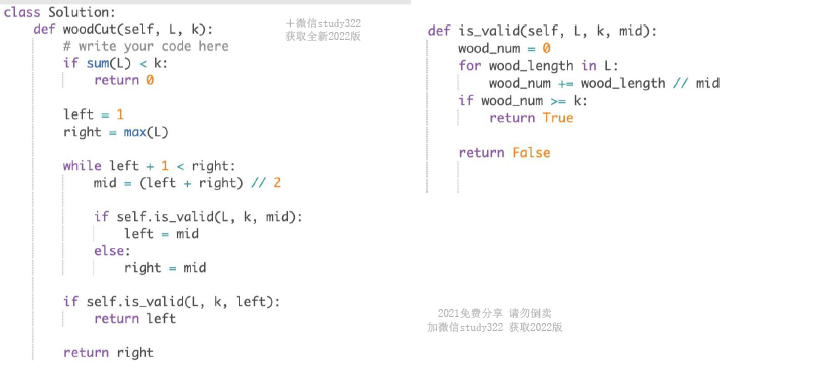 class Solution:
    def woodCut(self, L, k):
        # write your code here
        if sum(L) < k:
            return 0
        left = 1
        right = max(L)
        while left + 1 < right:
            mid = (left + right) // 2
            if self.is_valid(L, k, mid):
                left = mid
            else:
                right = mid
        if self.is_valid(L, k, left):
            return left
        return right
十微信study322
获取全新2022版
def is_valid(self, L, k, mid):
    wood_num = 0
    for wood_length in L:
        wood_num += wood_length // mid
    if wood_num >= k:
        return True
    return False
2021免费分享 请勿倒卖
加微信study322 获取2022版